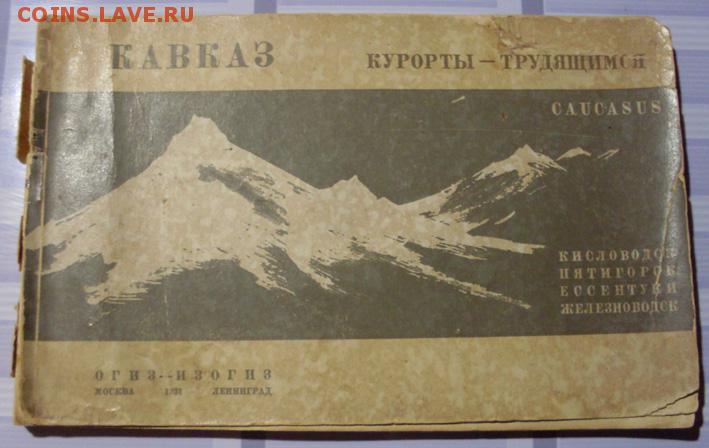 COINS.LAVE.RU
КАВКАЗ
КУРОРТЫ — ТРУДЯЩИМСЯ
CAUCASUS
КИСЛОВОДСК
ПЯТИГОРСК
ЕССЕНТУКИ
ЖЕЛЕЗНОВОДСК
ОГИЗ--ИЗОГИЗ
МОСКВА ЛЕНИНГРАД